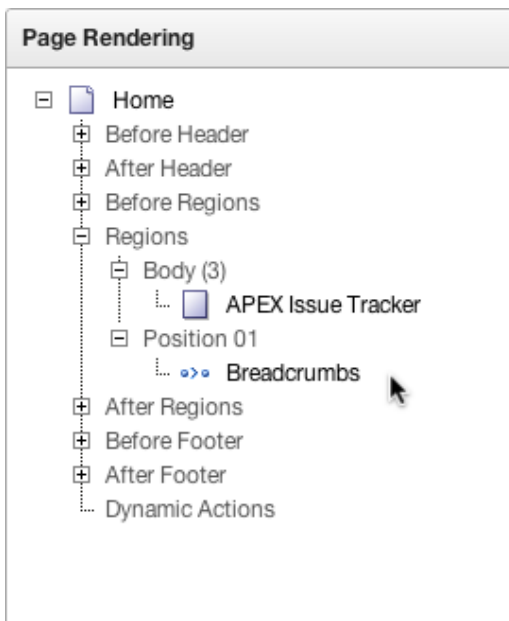 Page Rendering
Home
Before Header
After Header
Before Regions
Regions
Body (3)
APEX Issue Tracker
Position 01
Breadcrumbs
After Regions
Before Footer
After Footer
Dynamic Actions